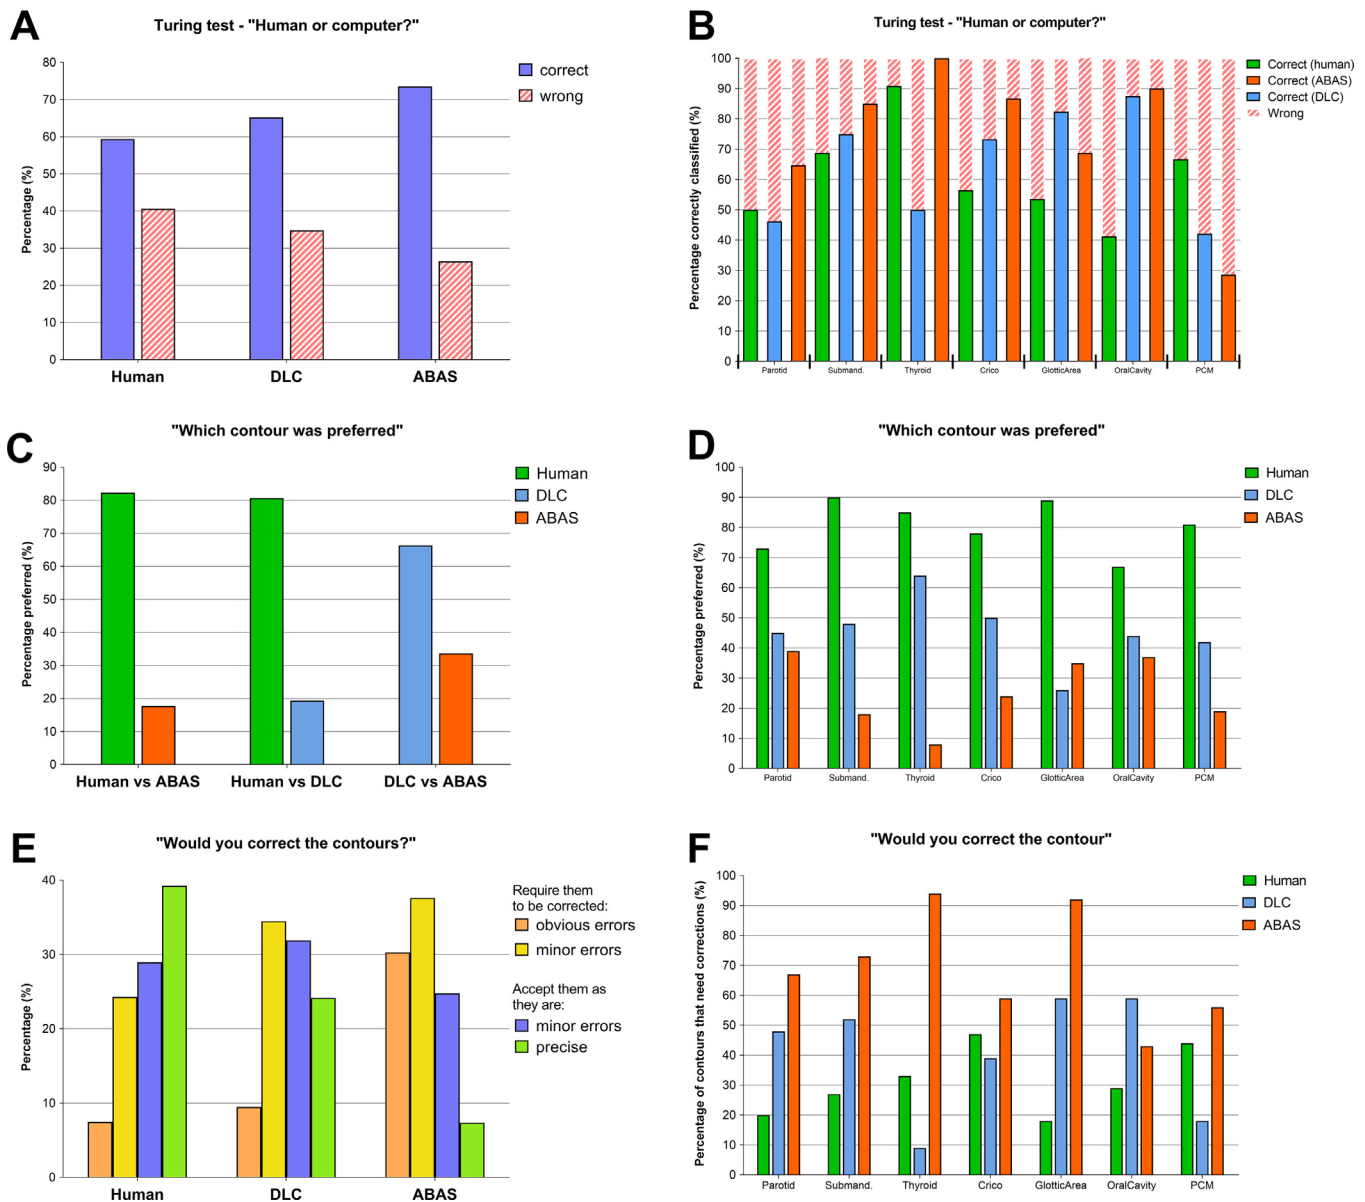 A
Turing test - "Human or computer?"
80
70
60
50
40
30
20
10
0
Percentage (%)
Human
DLC
ABAS
correct
wrong
B
Turing test - "Human or computer?"
100
90
80
70
60
50
40
30
20
10
0
Percentage correctly classified (%)
Parotid
Submand.
Thyroid
Crico
GlotticArea
OralCavity
PCM
Correct (human)
Correct (ABAS)
Correct (DLC)
Wrong
C
"Which contour was preferred"
90
80
70
60
50
40
30
20
10
0
Percentage preferred (%)
Human vs ABAS
Human vs DLC
DLC vs ABAS
Human
DLC
ABAS
D
"Which contour was prefered"
100
90
80
70
60
50
40
30
20
10
0
Percentage preferred (%)
Parotid
Submand.
Thyroid
Crico
GlotticArea
OralCavity
PCM
Human
DLC
ABAS
E
"Would you correct the contours?"
40
30
20
10
0
Percentage (%)
Human
DLC
ABAS
Require them
to be corrected:
obvious errors
minor errors
Accept them as
they are:
minor errors
precise
F
"Would you correct the contour"
100
90
80
70
60
50
40
30
20
10
0
Percentage of contours that need corrections (%)
Parotid
Submand.
Thyroid
Crico
GlotticArea
OralCavity
PCM
Human
DLC
ABAS